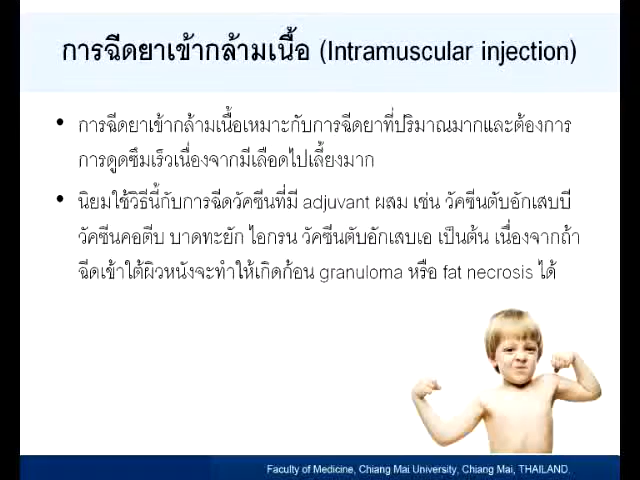 การฉีดยาเข้ากล้ามเนื้อ (Intramuscular injection)
• การฉีดยาเข้ากล้ามเนื้อเหมาะกับการฉีดยาที่ปริมาณมากและต้องการ
การดูดซึมเร็วเนื่องจากมีเลือดไปเลี้ยงมาก
• นิยมใช้วิธีนี้กับการฉีดวัคซีนที่มี adjuvant ผสม เช่น วัคซีนตับอักเสบบี
วัคซีนคอตีบ บาดทะยัก ไอกรน วัคซีนตับอักเสบเอ เป็นต้น เนื่องจากถ้า
ฉีดเข้าใต้ผิวหนังจะทำให้เกิดก้อน granuloma หรือ fat necrosis ได้
Faculty of Medicine, Chiang Mai University, Chiang Mai, THAILAND.